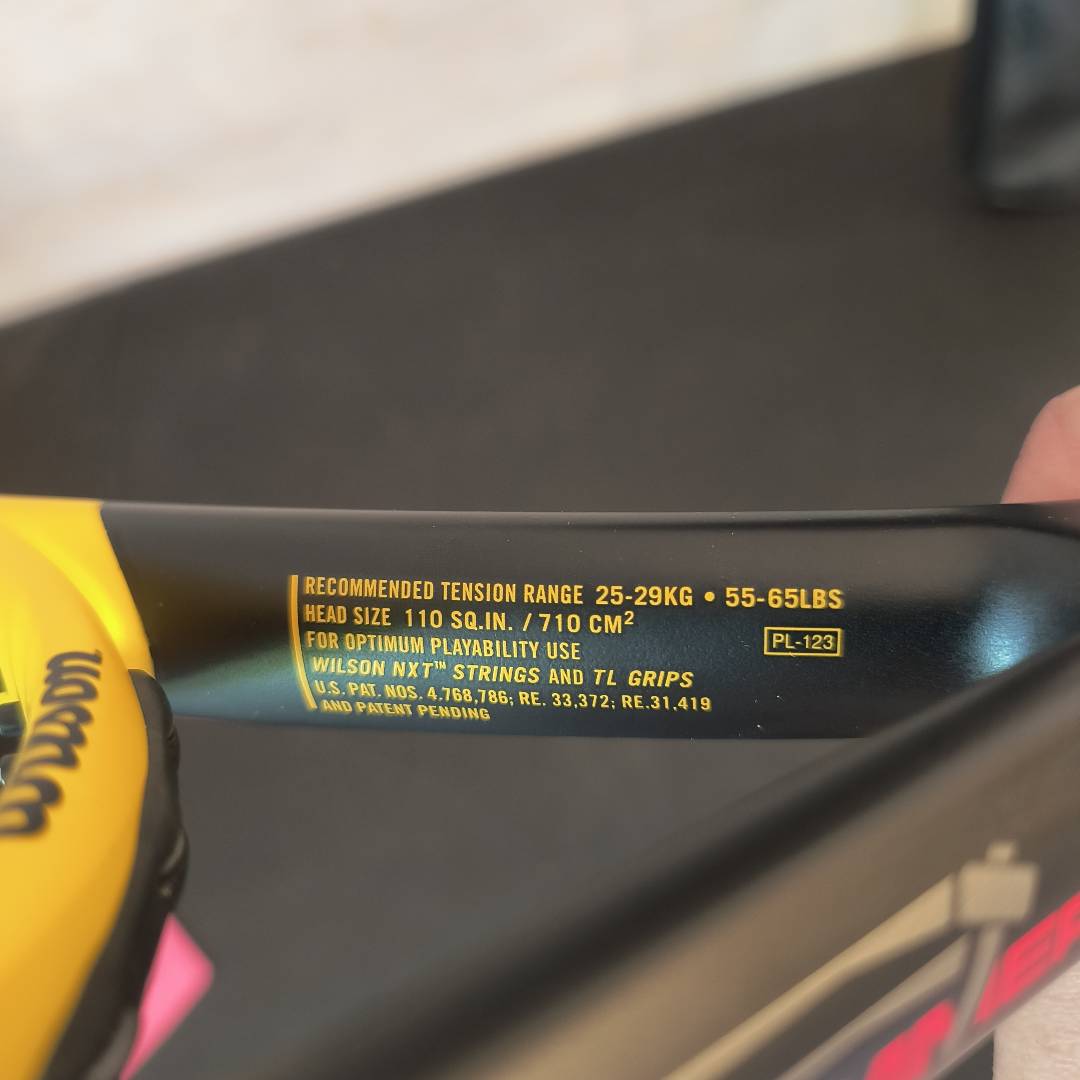 RECOMMENDED TENSION RANGE 25-29KG • 55-65LBS
HEAD SIZE 110 SQ.IN. / 710 CM²
FOR OPTIMUM PLAYABILITY USE
PL-123
WILSON NXT™ STRINGS AND TL GRIPS
U.S. PAT. NOS. 4,768,786; RE. 33,372; RE.31,419
AND PATENT PENDING
Wilson